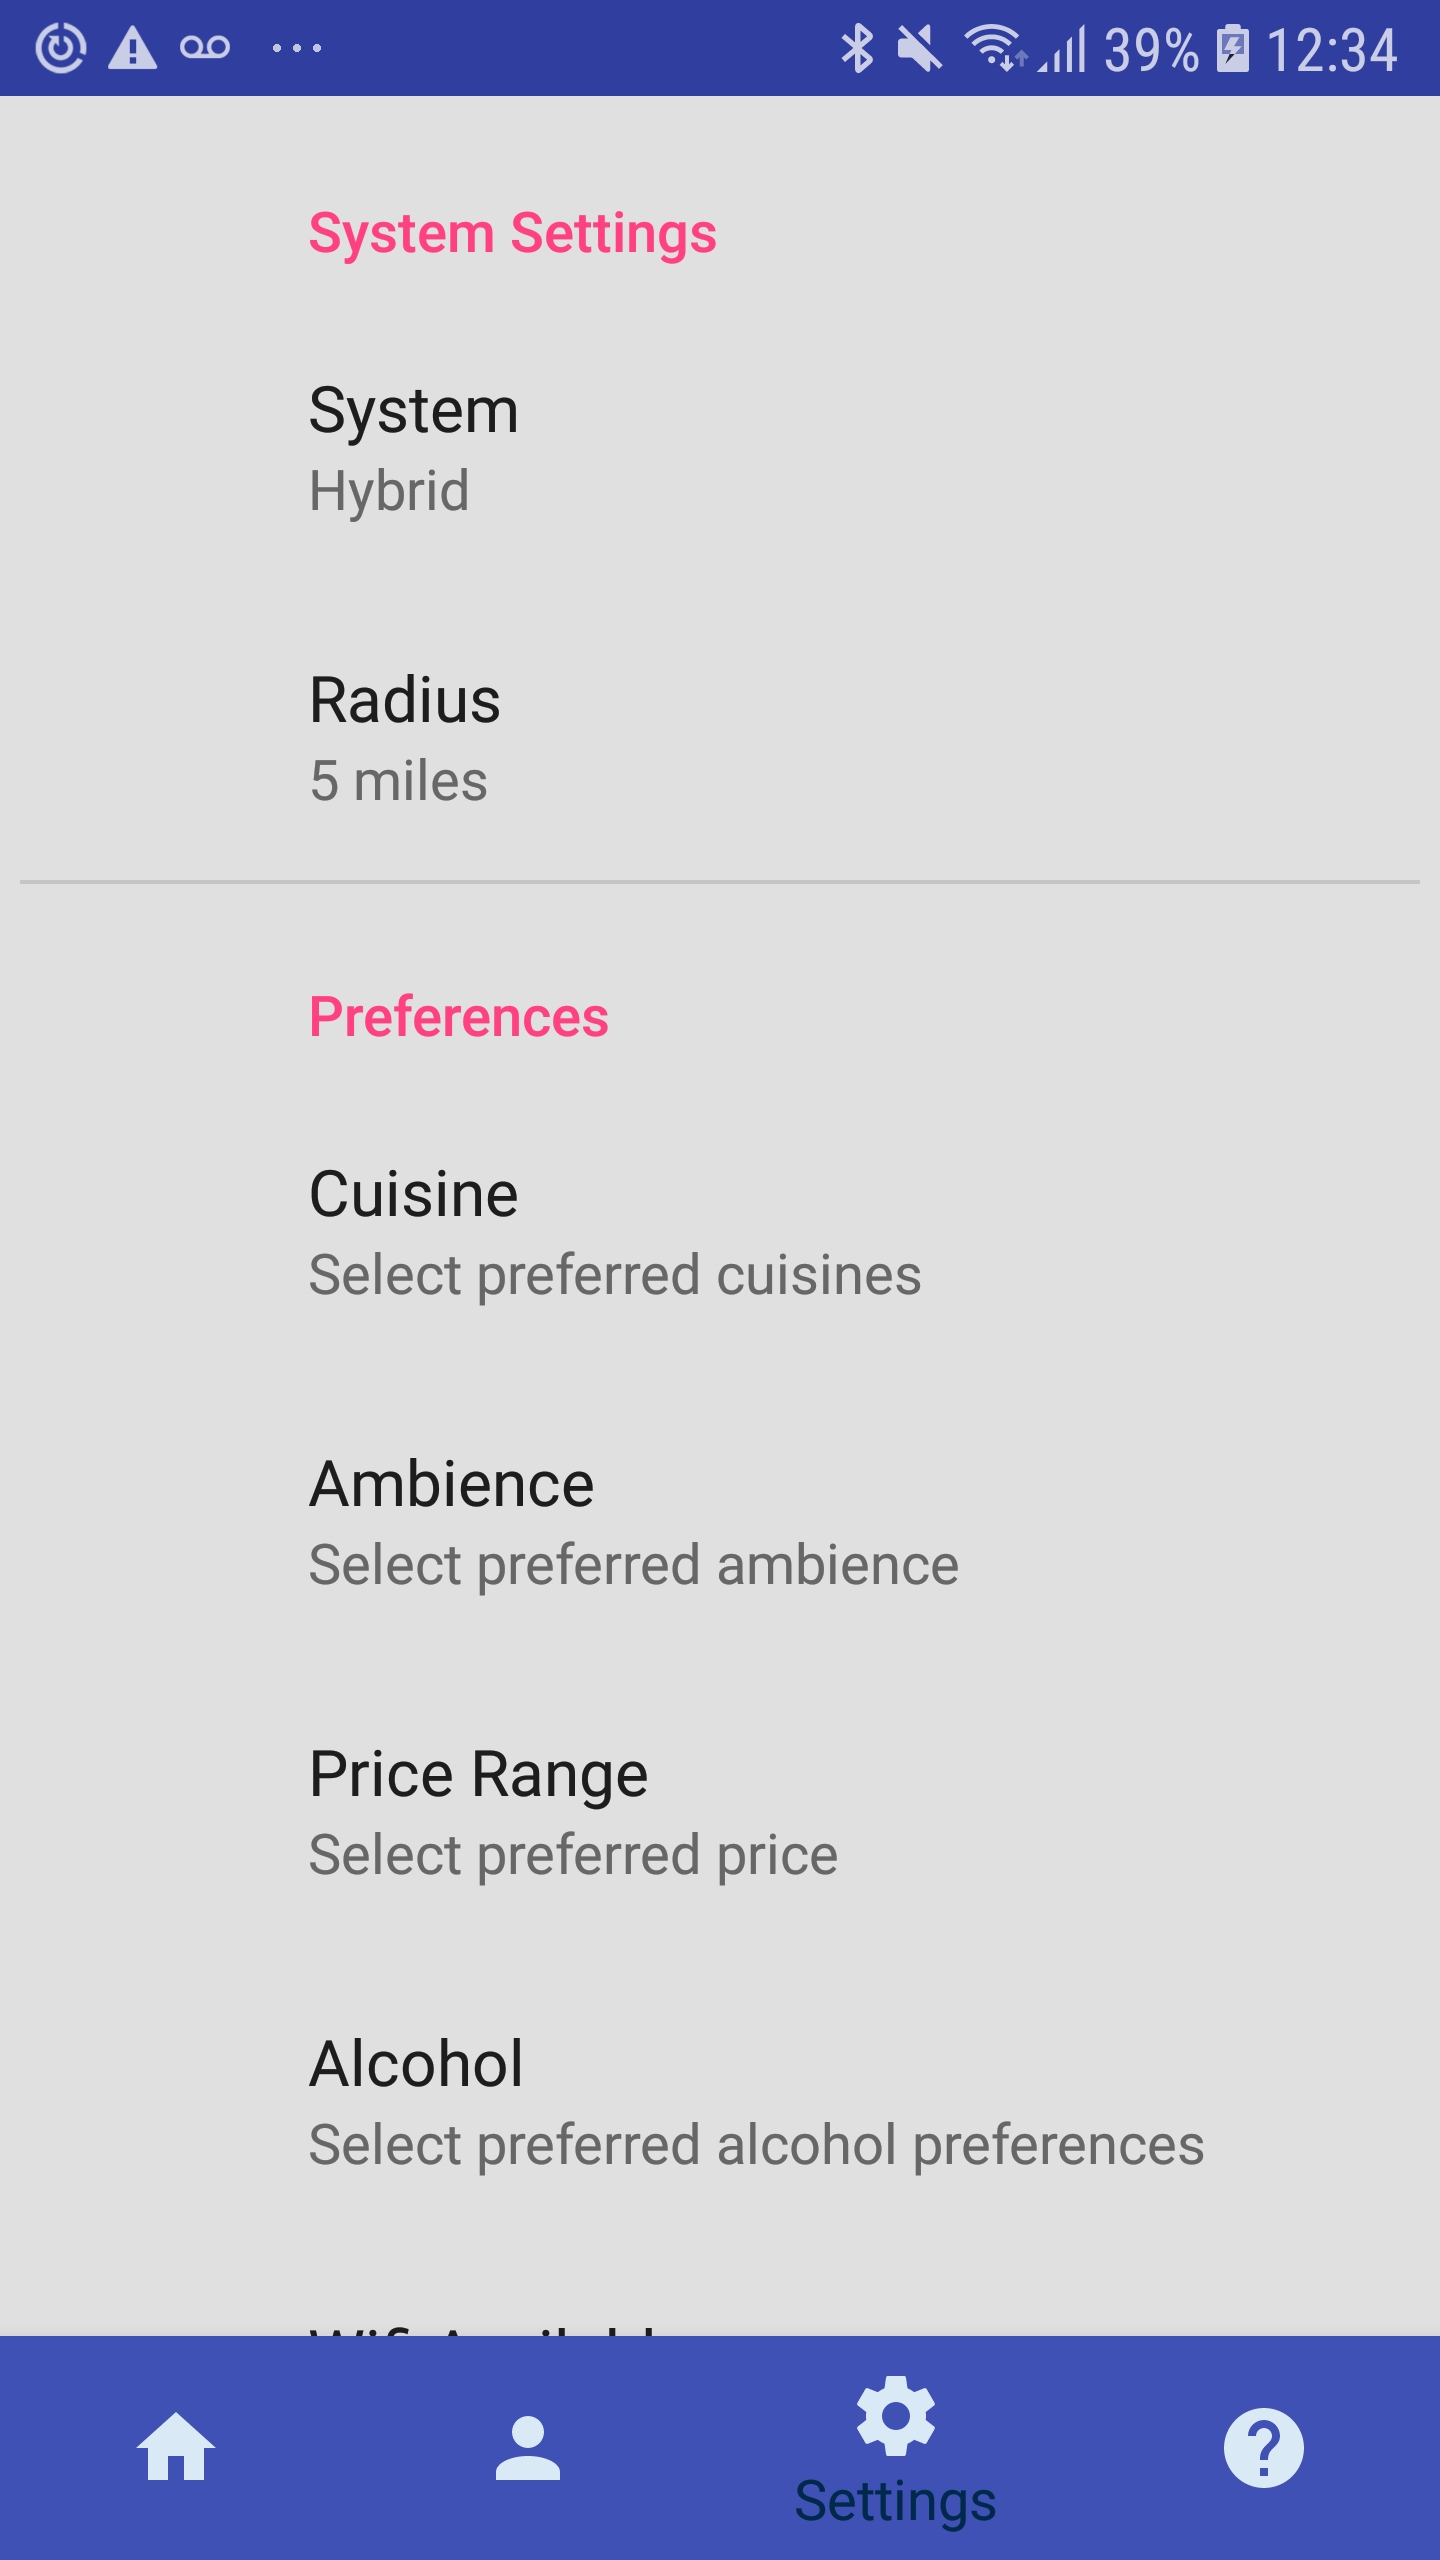 39% 12:34
System Settings
System
Hybrid
Radius
5 miles
Preferences
Cuisine
Select preferred cuisines
Ambience
Select preferred ambience
Price Range
Select preferred price
Alcohol
Select preferred alcohol preferences
Wifi
Settings